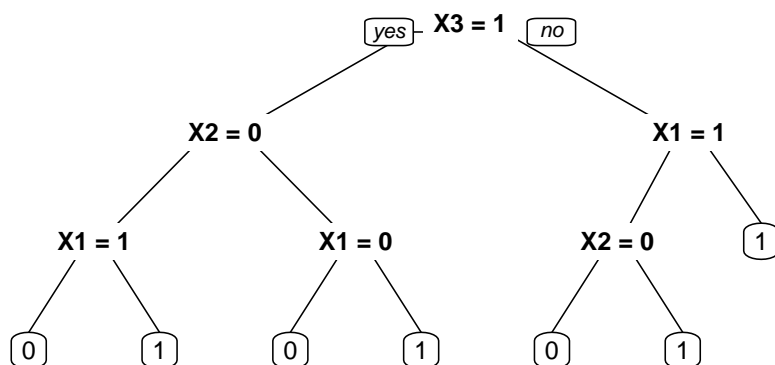 yes X3 = 1 no
X2 = 0 X1 = 1
X1 = 1 X1 = 0 X2 = 0 1
0 1 0 1 0 1